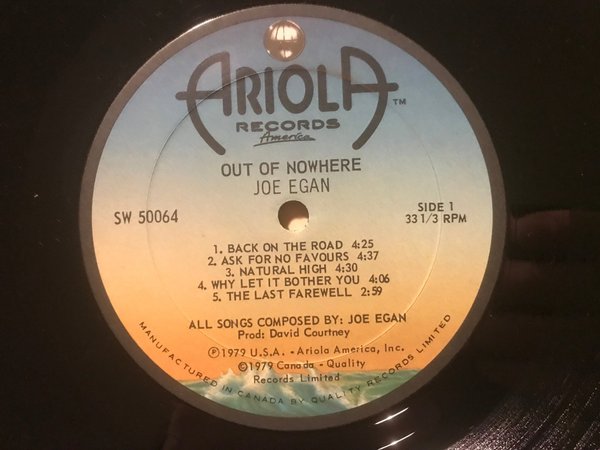 ARIOLA TM
RECORDS
America
OUT OF NOWHERE
JOE EGAN
SW 50064
SIDE 1
33 1/3 RPM
1. BACK ON THE ROAD 4:25
2. ASK FOR NO FAVOURS 4:37
3. NATURAL HIGH 4:30
4. WHY LET IT BOTHER YOU 4:06
5. THE LAST FAREWELL 2:59
ALL SONGS COMPOSED BY: JOE EGAN
Prod: David Courtney
Ⓟ1979 U.S.A. - Ariola America, Inc.
©1979 Canada - Quality
Records Limited
MANUFACTURED IN CANADA BY QUALITY RECORDS LIMITED